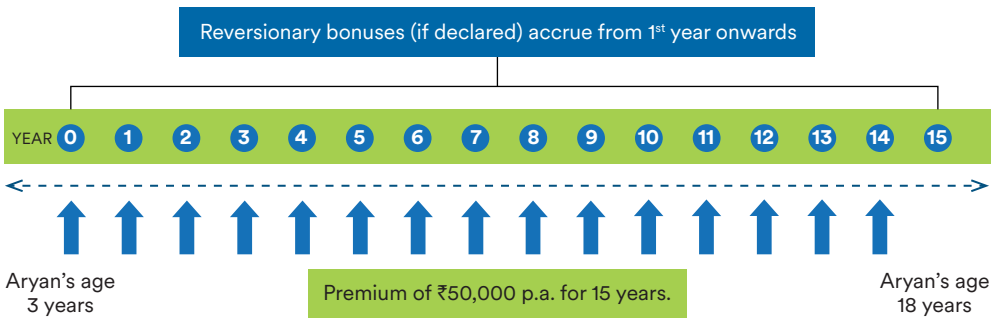 Reversionary bonuses (if declared) accrue from 1st year onwards
YEAR 0 1 2 3 4 5 6 7 8 9 10 11 12 13 14 15
Aryan's age
3 years
Premium of ₹50,000 p.a. for 15 years.
Aryan's age
18 years